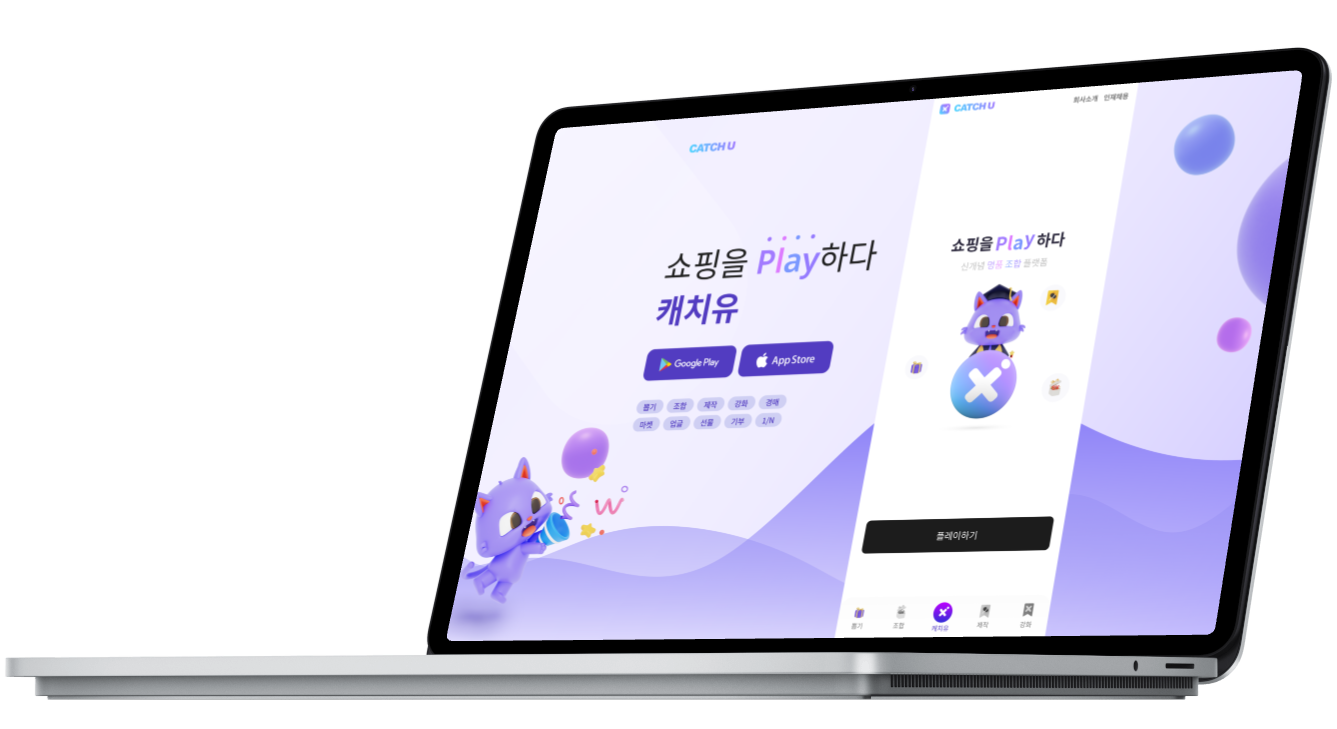 CATCH U
쇼핑을 Play하다
캐치유
Google Play
App Store
뽑기 조합 제작 강화 경매
마켓 업글 선물 기부 1/N
CATCH U
회사소개 인재채용
쇼핑을 Play 하다
신개념 명품 조합 플랫폼
플레이하기
뽑기 조합 캐치유 제작 강화